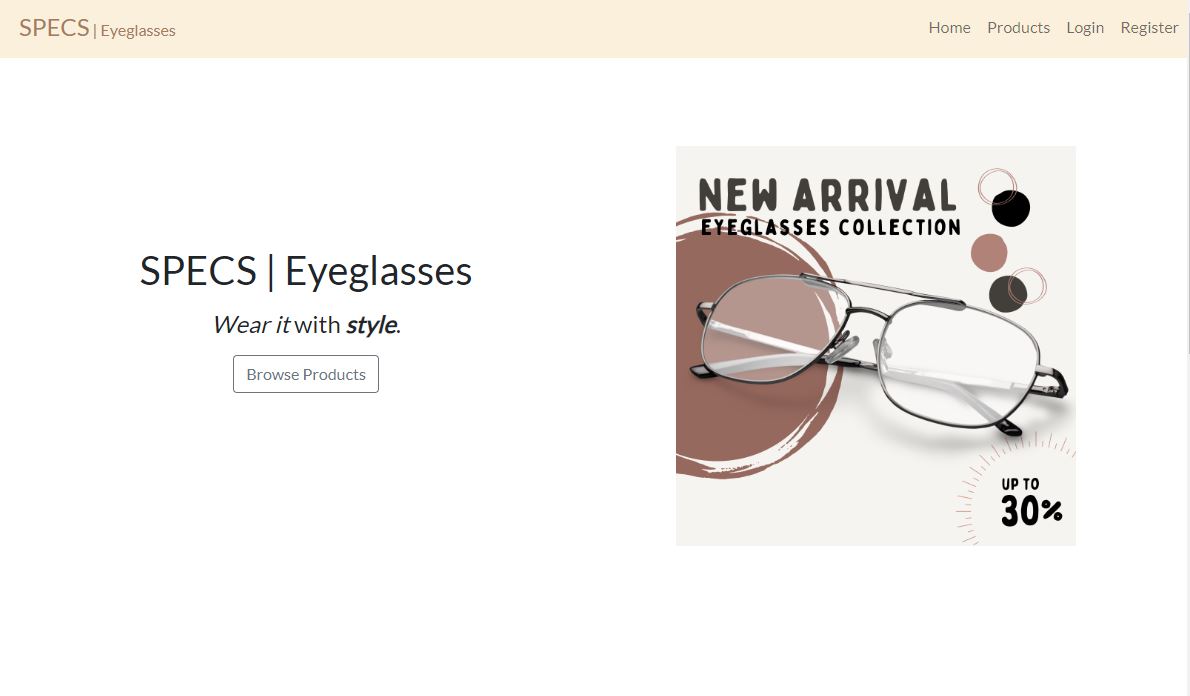 SPECS | Eyeglasses
Home Products Login Register
SPECS | Eyeglasses
Wear it with style.
Browse Products
NEW ARRIVAL
EYEGLASSES COLLECTION
UP TO
30%